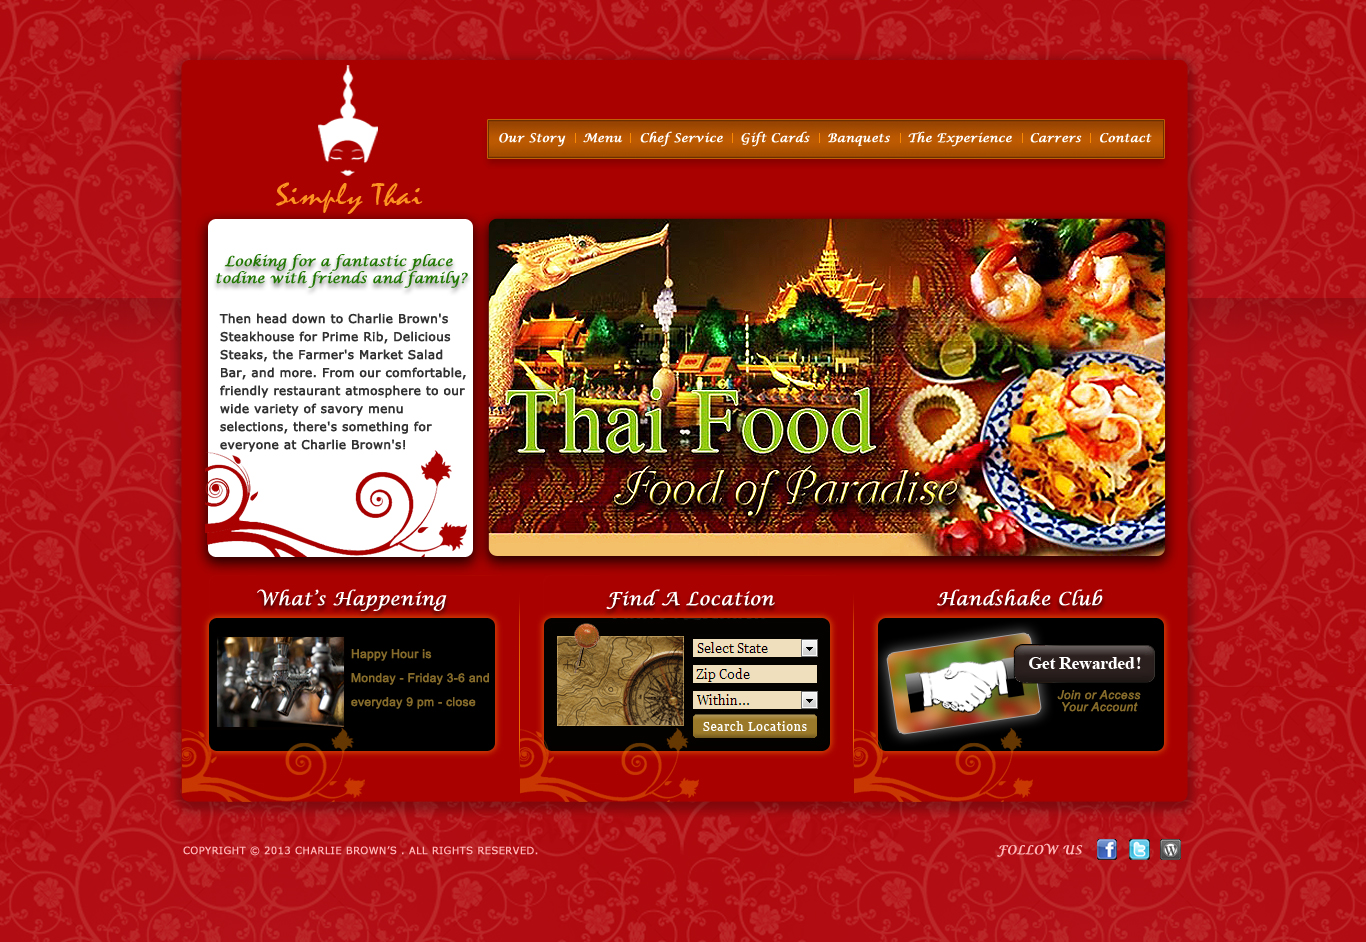 Simply Thai
Our Story
Menu
Chef Service
Gift Cards
Banquets
The Experience
Carrers
Contact
Looking for a fantastic place
todine with friends and family?
Then head down to Charlie Brown's
Steakhouse for Prime Rib, Delicious
Steaks, the Farmer's Market Salad
Bar, and more. From our comfortable,
friendly restaurant atmosphere to our
wide variety of savory menu
selections, there's something for
everyone at Charlie Brown's!
Thai Food
Food of Paradise
What's Happening
Happy Hour is
Monday - Friday 3-6 and
everyday 9 pm - close
Find A Location
Select State
Zip Code
Within...
Search Locations
Handshake Club
Get Rewarded!
Join or Access
Your Account
COPYRIGHT © 2013 CHARLIE BROWN'S . ALL RIGHTS RESERVED.
FOLLOW US